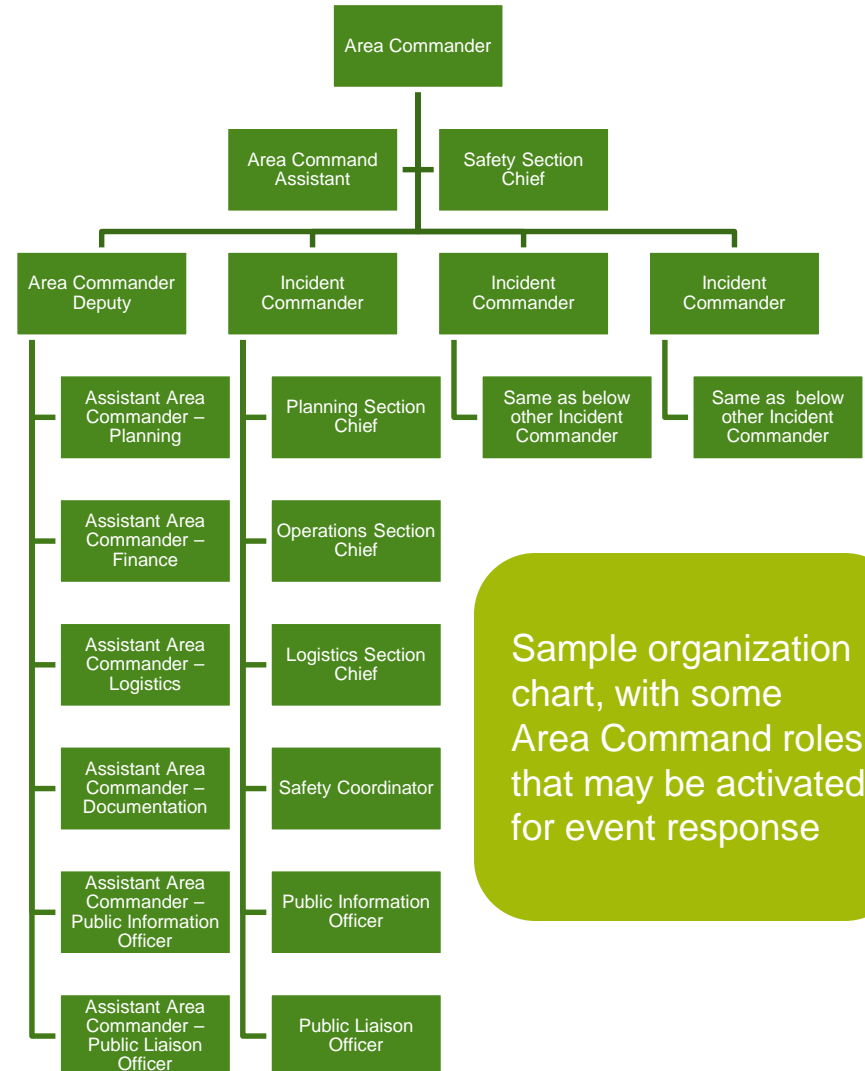 Area Commander
Area Command
Assistant
Safety Section
Chief
Area Commander
Deputy
Incident
Commander
Incident
Commander
Incident
Commander
Assistant Area
Commander –
Planning
Planning Section
Chief
Same as below
other Incident
Commander
Same as below
other Incident
Commander
Assistant Area
Commander –
Finance
Operations Section
Chief
Assistant Area
Commander –
Logistics
Logistics Section
Chief
Assistant Area
Commander –
Documentation
Safety Coordinator
Assistant Area
Commander –
Public Information
Officer
Public Information
Officer
Assistant Area
Commander –
Public Liaison
Officer
Public Liaison
Officer
Sample organization
chart, with some
Area Command roles
that may be activated
for event response